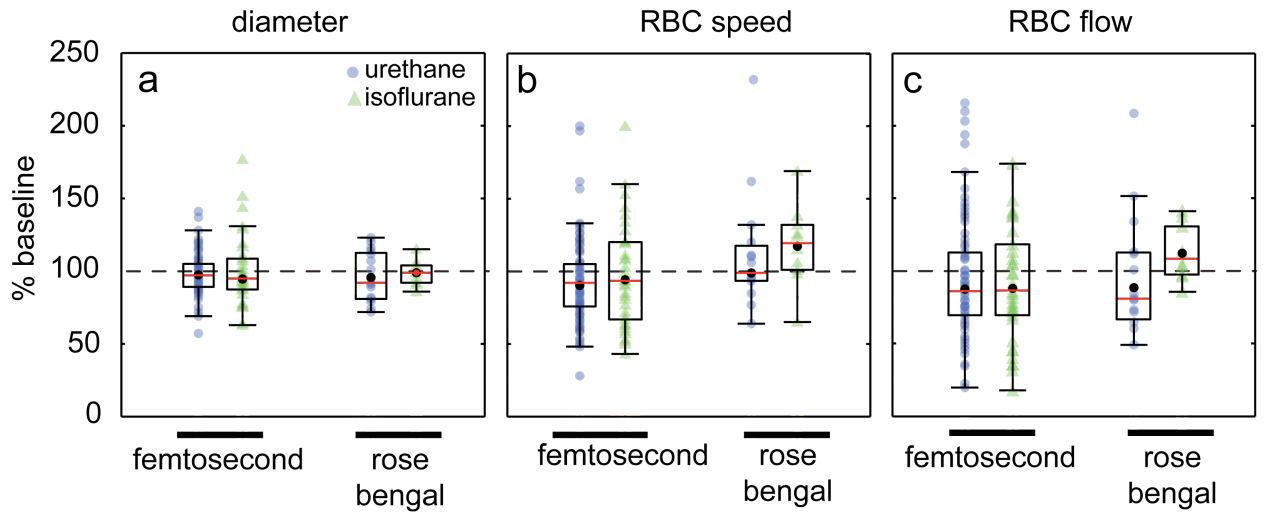 diameter
RBC speed
RBC flow
% baseline
250
200
150
100
50
0
a
urethane
isoflurane
b
c
femtosecond
rose
bengal
femtosecond
rose
bengal
femtosecond
rose
bengal